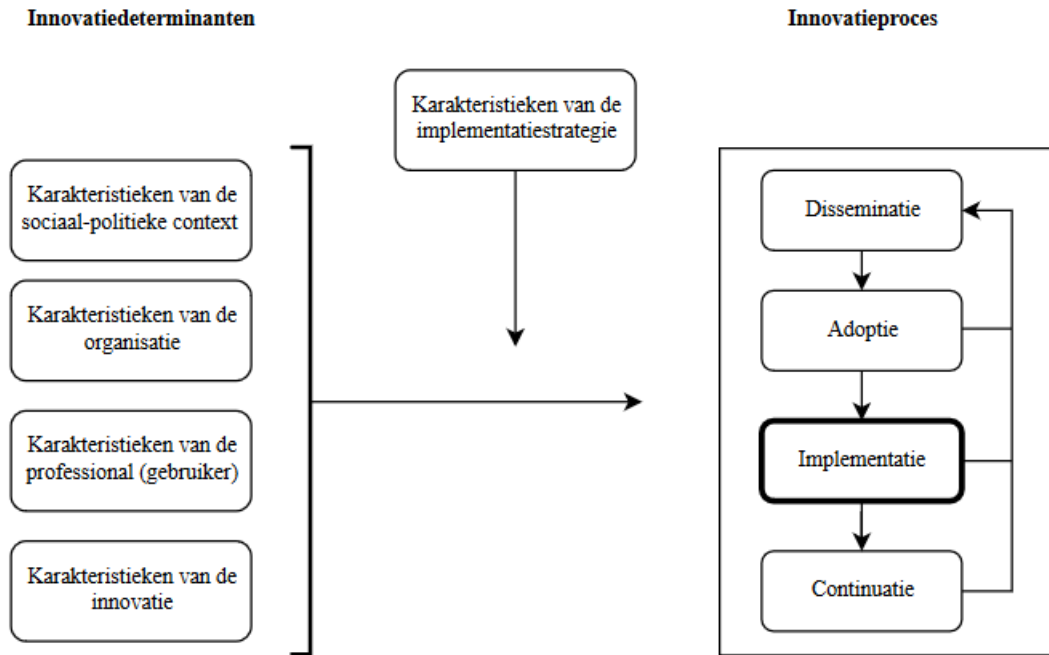 Innovatiedeterminanten
Innovatieproces
Karakteristieken van de
implementatiestrategie
Karakteristieken van de
sociaal-politieke context
Karakteristieken van de
organisatie
Karakteristieken van de
professional (gebruiker)
Karakteristieken van de
innovatie
Disseminatie
Adoptie
Implementatie
Continuatie